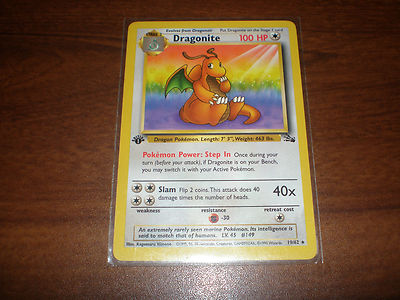 Evolves from Dragonair
Put Dragonite on the Stage 1 card
Dragonite
100 HP
Dragon Pokémon. Length: 7' 3", Weight: 463 lbs.
Pokémon Power: Step In Once during your
turn (before your attack), if Dragonite is on your Bench,
you may switch it with your Active Pokémon.
Slam Flip 2 coins. This attack does 40
damage times the number of heads.
40x
weakness
resistance
retreat cost
-30
An extremely rarely seen marine Pokémon. Its intelligence is
said to match that of humans. LV. 45 #149
Illus. Kagemaru Himeno
19/62